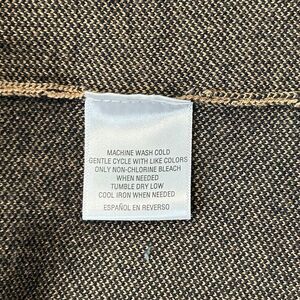 MACHINE WASH COLD
GENTLE CYCLE WITH LIKE COLORS
ONLY NON-CHLORINE BLEACH
WHEN NEEDED
TUMBLE DRY LOW
COOL IRON WHEN NEEDED
ESPAÑOL EN REVERSO